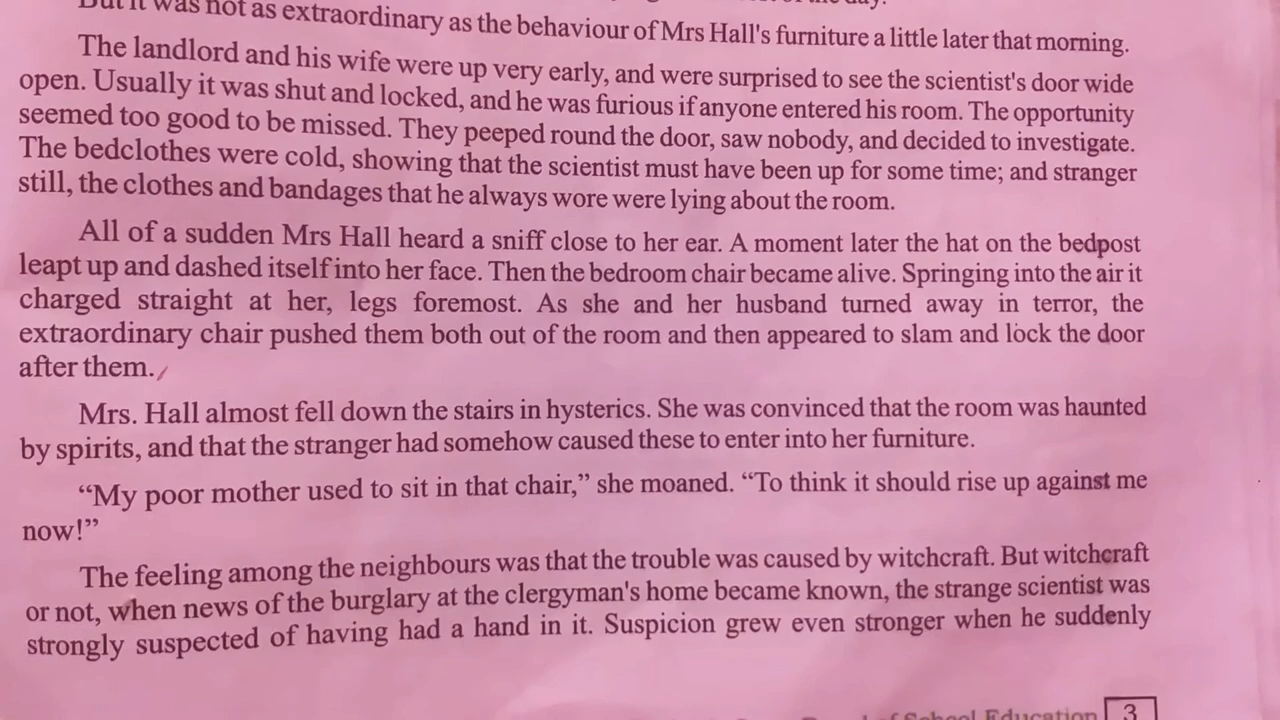 But it was not as extraordinary as the behaviour of Mrs Hall's furniture a little later that morning.
The landlord and his wife were up very early, and were surprised to see the scientist's door wide
open. Usually it was shut and locked, and he was furious if anyone entered his room. The opportunity
seemed too good to be missed. They peeped round the door, saw nobody, and decided to investigate.
The bedclothes were cold, showing that the scientist must have been up for some time; and stranger
still, the clothes and bandages that he always wore were lying about the room.
All of a sudden Mrs Hall heard a sniff close to her ear. A moment later the hat on the bedpost
leapt up and dashed itself into her face. Then the bedroom chair became alive. Springing into the air it
charged straight at her, legs foremost. As she and her husband turned away in terror, the
extraordinary chair pushed them both out of the room and then appeared to slam and lock the door
after them.
Mrs. Hall almost fell down the stairs in hysterics. She was convinced that the room was haunted
by spirits, and that the stranger had somehow caused these to enter into her furniture.
“My poor mother used to sit in that chair,” she moaned. “To think it should rise up against me
now!”
The feeling among the neighbours was that the trouble was caused by witchcraft. But witchcraft
or not, when news of the burglary at the clergyman's home became known, the strange scientist was
strongly suspected of having had a hand in it. Suspicion grew even stronger when he suddenly
of School Education 3